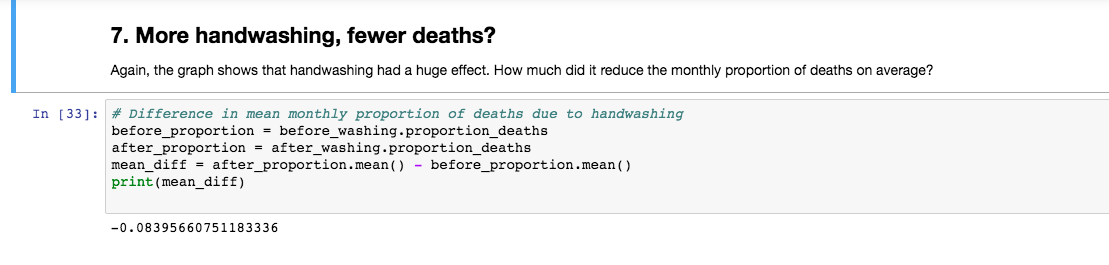 7. More handwashing, fewer deaths?
Again, the graph shows that handwashing had a huge effect. How much did it reduce the monthly proportion of deaths on average?
In [33]:
# Difference in mean monthly proportion of deaths due to handwashing
before_proportion = before_washing.proportion_deaths
after_proportion = after_washing.proportion_deaths
mean_diff = after_proportion.mean() - before_proportion.mean()
print(mean_diff)
-0.08395660751183336